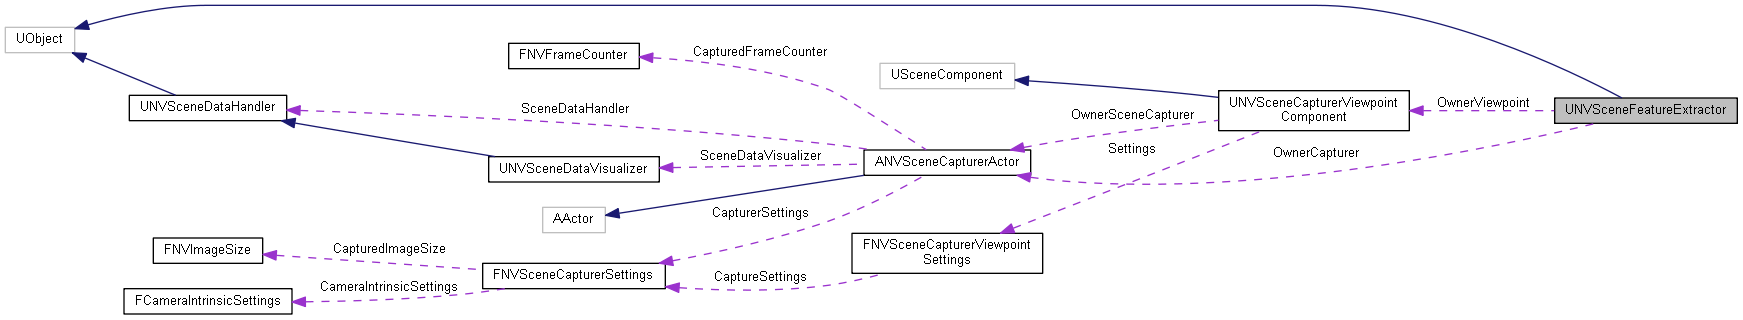 UObject
FNVFrameCounter
CapturedFrameCounter
USceneComponent
UNVSceneDataHandler
SceneDataHandler
OwnerSceneCapturer
UNVSceneCapturerViewpoint
Component
OwnerViewpoint
UNVSceneFeatureExtractor
UNVSceneDataVisualizer
SceneDataVisualizer
ANVSceneCapturerActor
Settings
OwnerCapturer
AActor
CapturerSettings
FNVImageSize
CapturedImageSize
FNVSceneCapturerViewpoint
Settings
FCameraIntrinsicSettings
CameraIntrinsicSettings
FNVSceneCapturerSettings
CaptureSettings